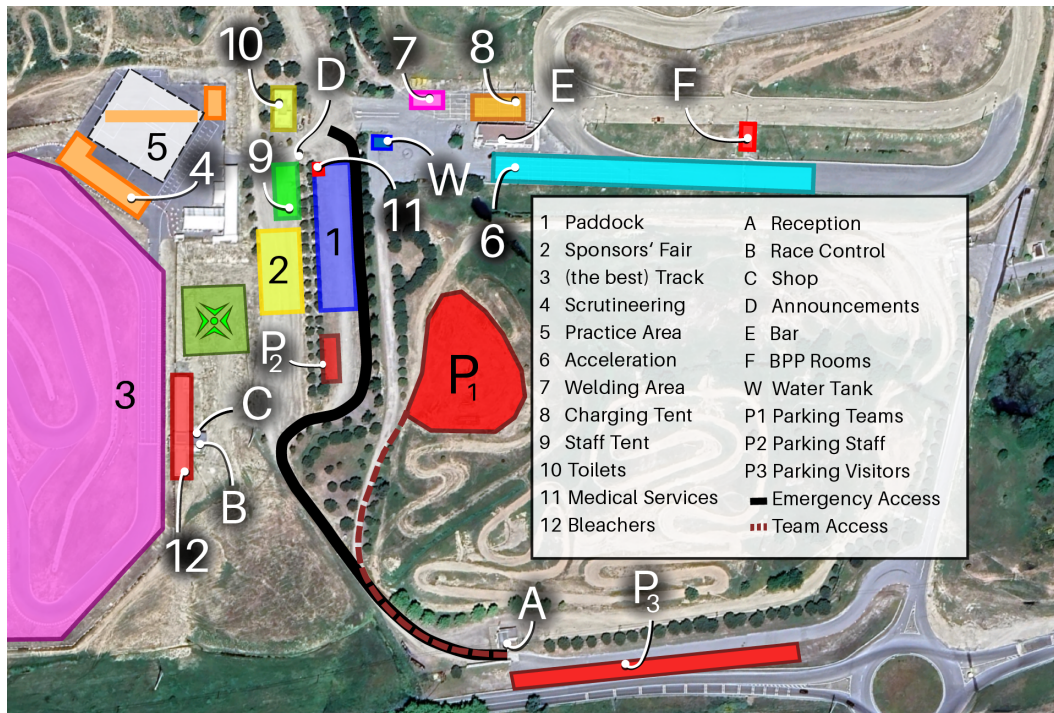 10
D
7
8
E
F
5
4
9
W
11
6
1
2
3
P2
P1
C
B
12
A
P3
1 Paddock
2 Sponsors‘ Fair
3 (the best) Track
4 Scrutineering
5 Practice Area
6 Acceleration
7 Welding Area
8 Charging Tent
9 Staff Tent
10 Toilets
11 Medical Services
12 Bleachers
A Reception
B Race Control
C Shop
D Announcements
E Bar
F BPP Rooms
W Water Tank
P1 Parking Teams
P2 Parking Staff
P3 Parking Visitors
Emergency Access
Team Access